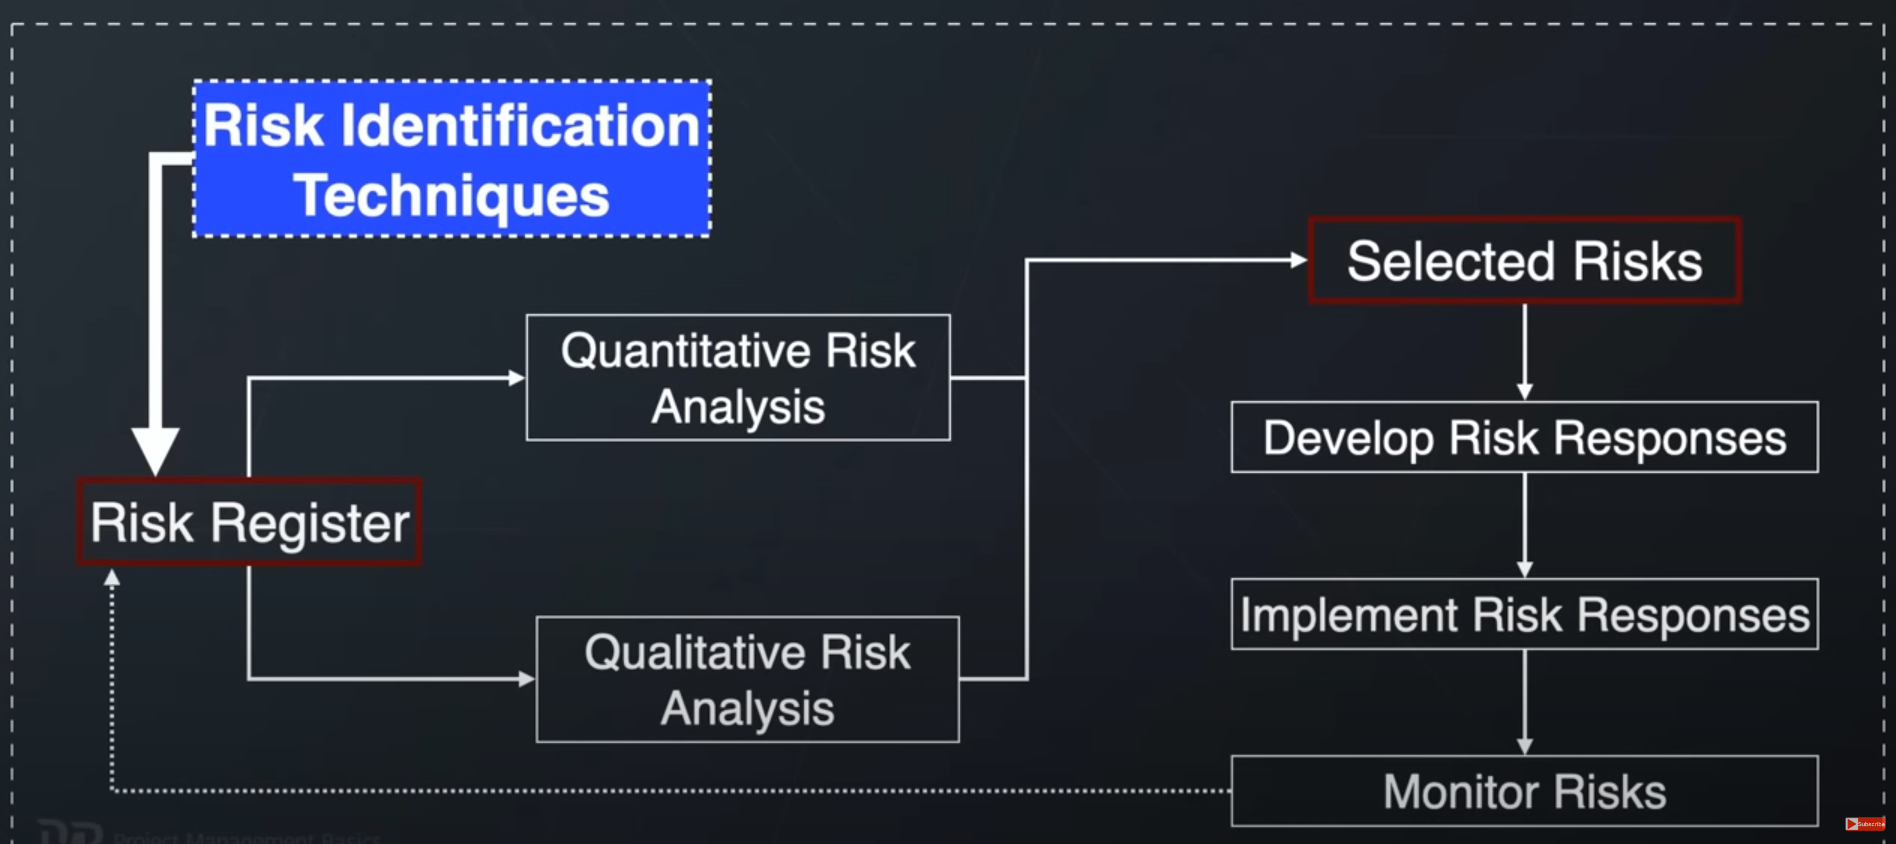 Risk Identification
Techniques
Selected Risks
Quantitative Risk
Analysis
Develop Risk Responses
Risk Register
Implement Risk Responses
Qualitative Risk
Analysis
Monitor Risks
Project Management Basics
Subscribe